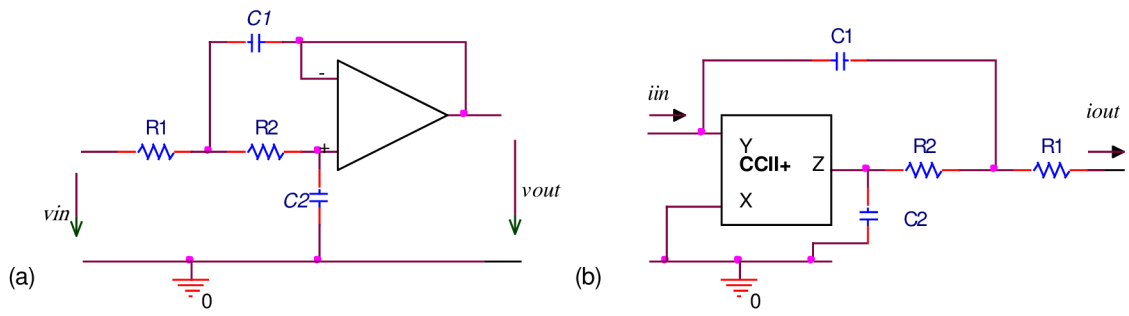 C1
-
R1
R2
+
C2
vin
vout
(a)
0
C1
iin
iout
Y
CCII+
Z
X
R2
R1
C2
(b)
0